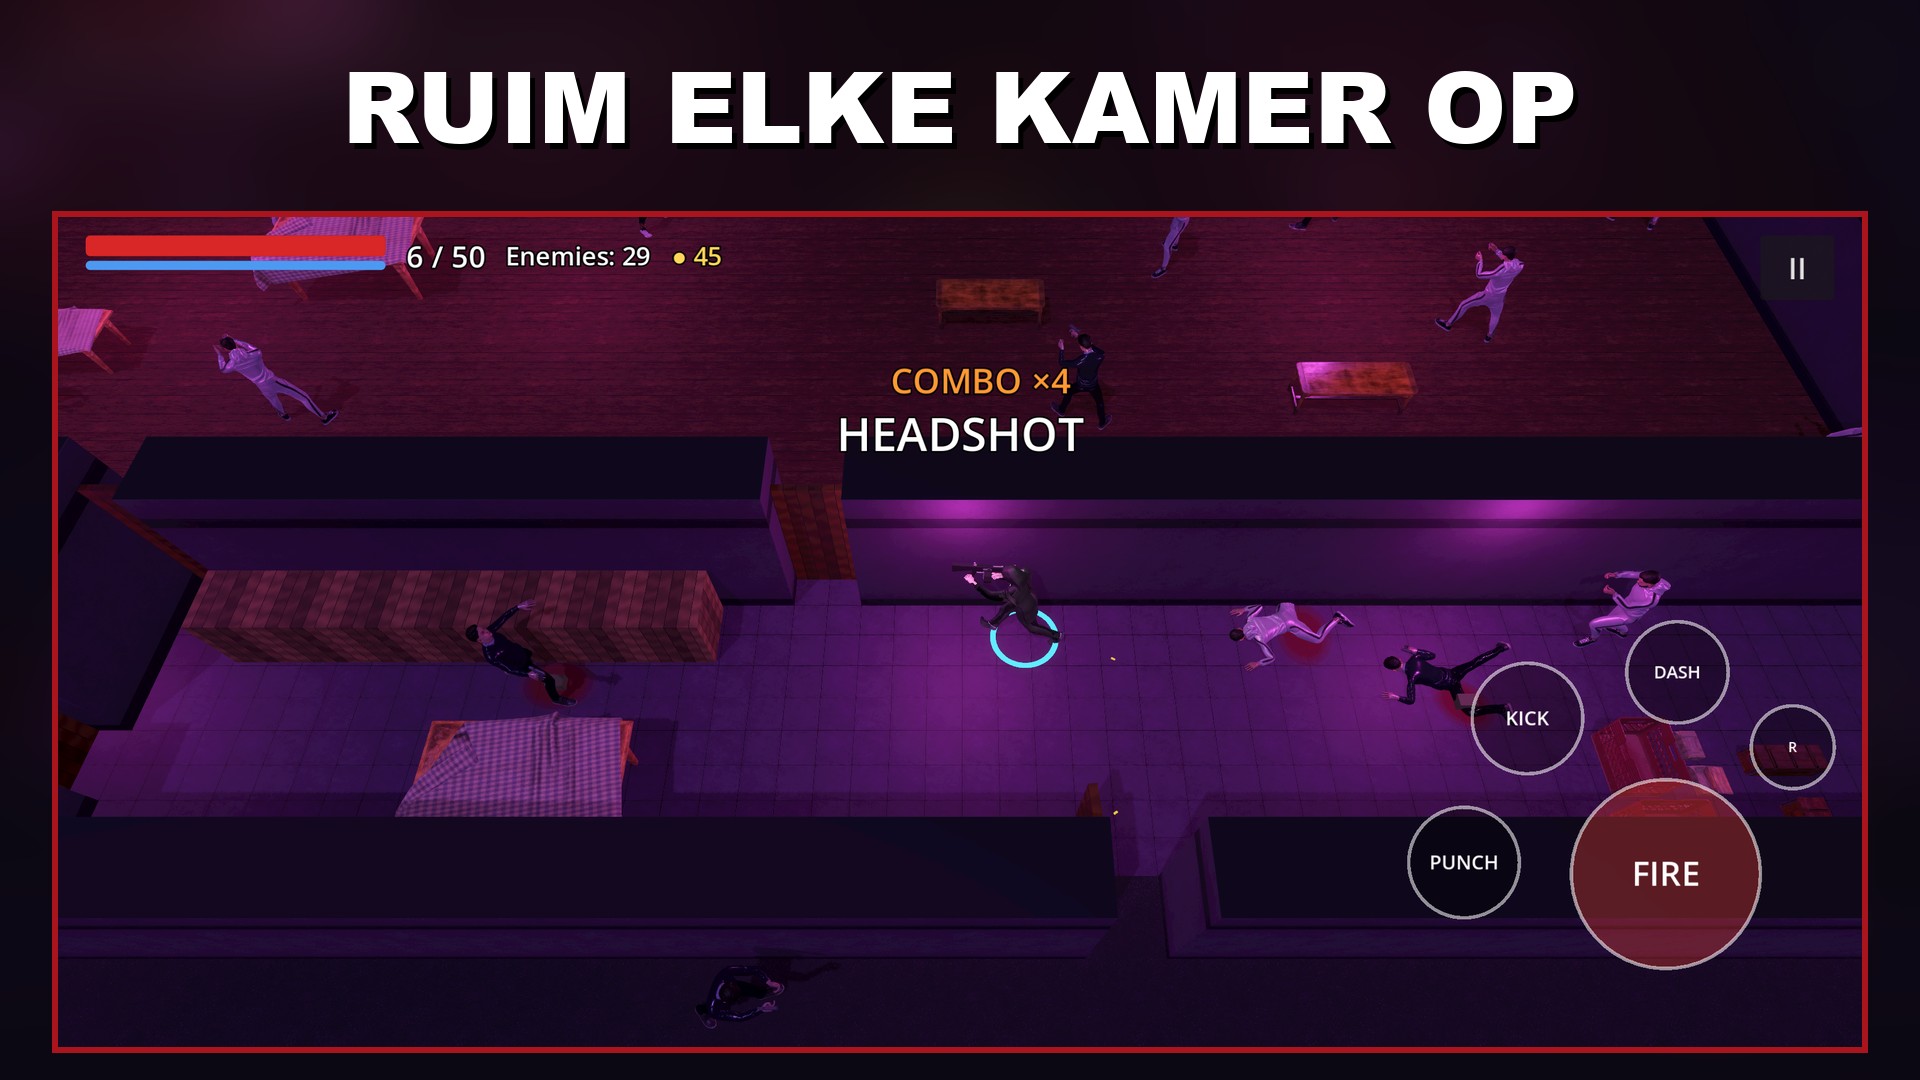 RUIM ELKE KAMER OP
6 / 50 Enemies: 29 ● 45
COMBO ×4
HEADSHOT
DASH
KICK
R
PUNCH
FIRE